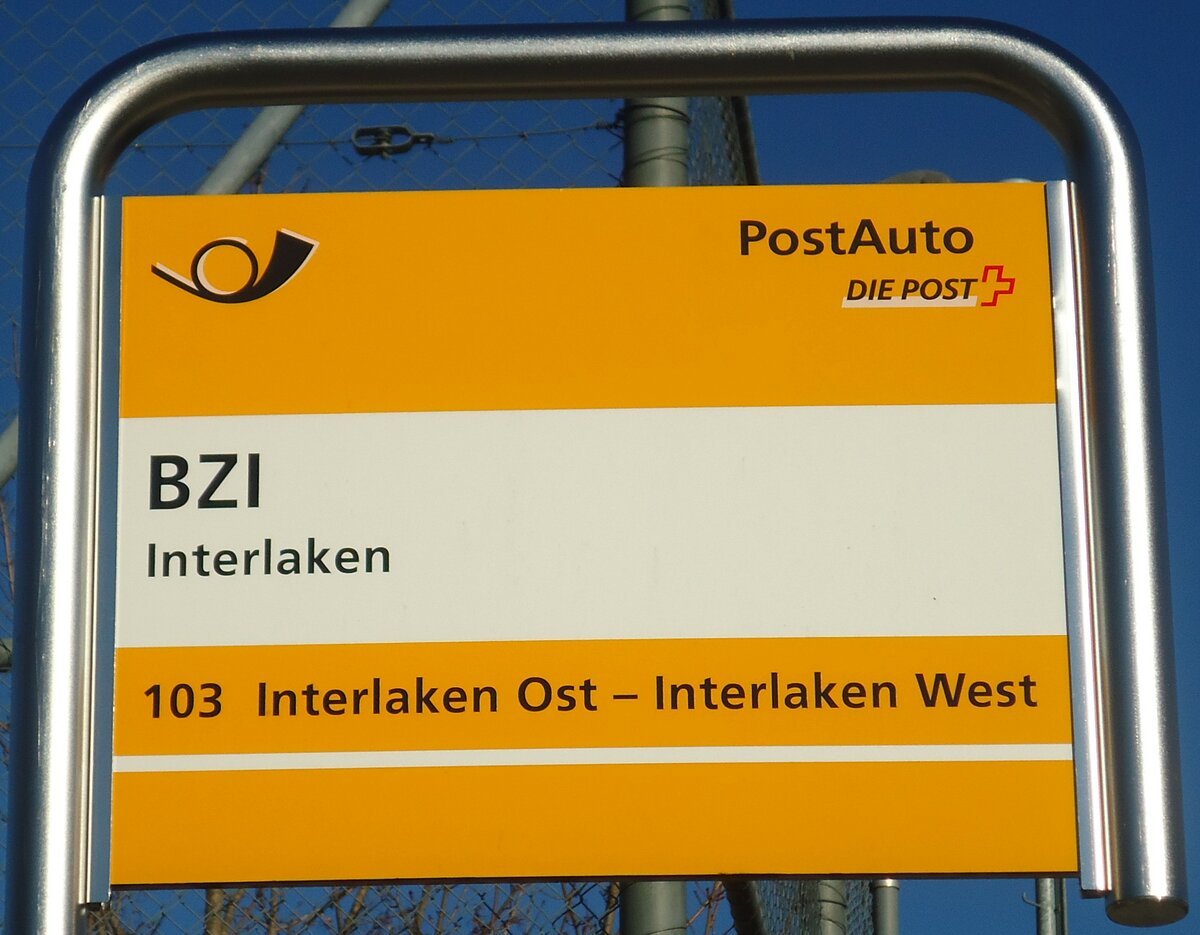 PostAuto
DIE POST
BZI
Interlaken
103 Interlaken Ost – Interlaken West